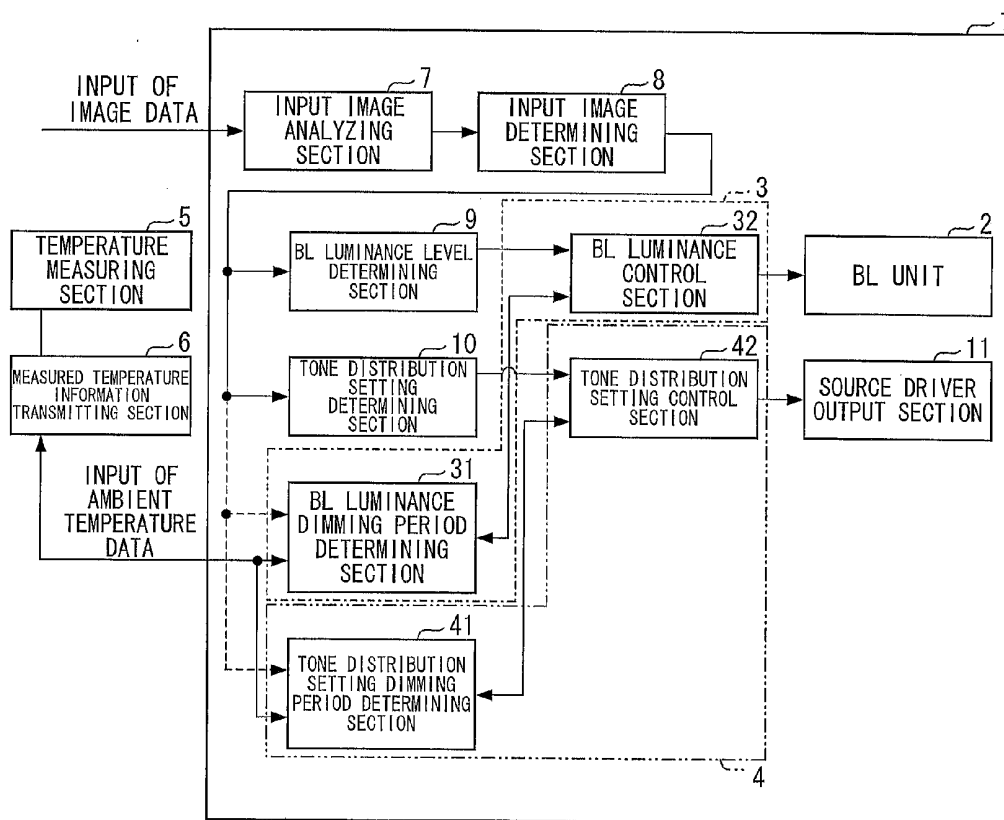 1
INPUT OF
IMAGE DATA
7
INPUT IMAGE
ANALYZING
SECTION
8
INPUT IMAGE
DETERMINING
SECTION
3
5
TEMPERATURE
MEASURING
SECTION
9
BL LUMINANCE LEVEL
DETERMINING
SECTION
32
BL LUMINANCE
CONTROL
SECTION
2
BL UNIT
6
MEASURED TEMPERATURE
INFORMATION
TRANSMITTING SECTION
10
TONE DISTRIBUTION
SETTING
DETERMINING
SECTION
42
TONE DISTRIBUTION
SETTING CONTROL
SECTION
11
SOURCE DRIVER
OUTPUT SECTION
INPUT OF
AMBIENT
TEMPERATURE
DATA
31
BL LUMINANCE
DIMMING PERIOD
DETERMINING
SECTION
41
TONE DISTRIBUTION
SETTING DIMMING
PERIOD DETERMINING
SECTION
4